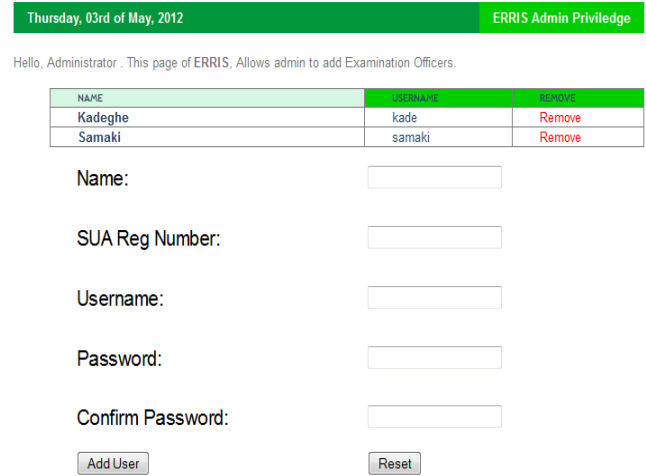 Thursday, 03rd of May, 2012 ERRIS Admin Priviledge
Hello, Administrator . This page of ERRIS, Allows admin to add Examination Officers.
NAME USERNAME REMOVE
Kadeghe kade Remove
Samaki samaki Remove
Name:
SUA Reg Number:
Username:
Password:
Confirm Password:
Add User Reset